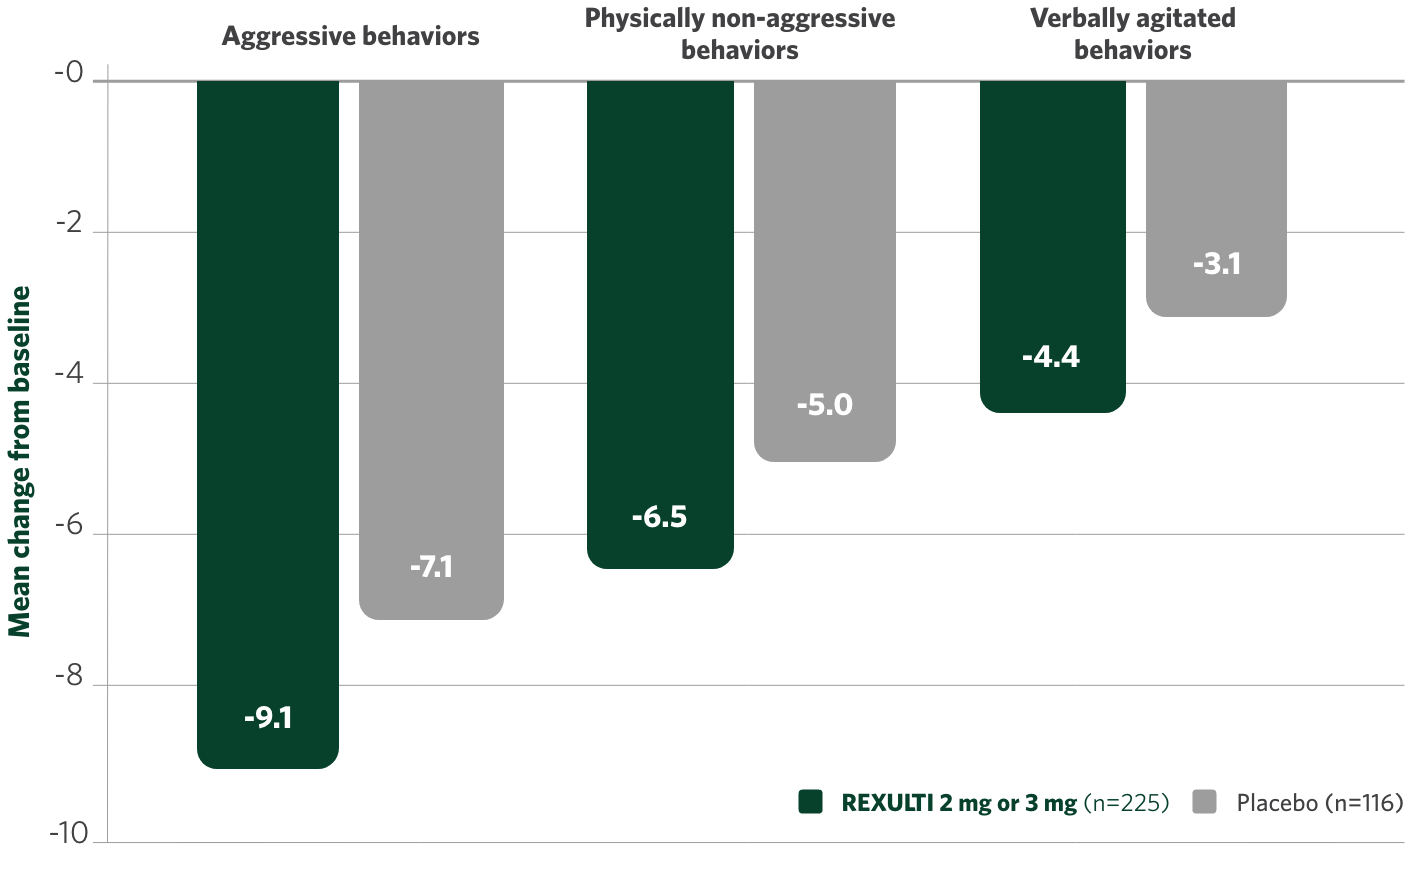 Aggressive behaviors
Physically non-aggressive
behaviors
Verbally agitated
behaviors
-0
-2
-4
-6
-8
-10
Mean change from baseline
-9.1
-7.1
-6.5
-5.0
-4.4
-3.1
REXULTI 2 mg or 3 mg (n=225)
Placebo (n=116)